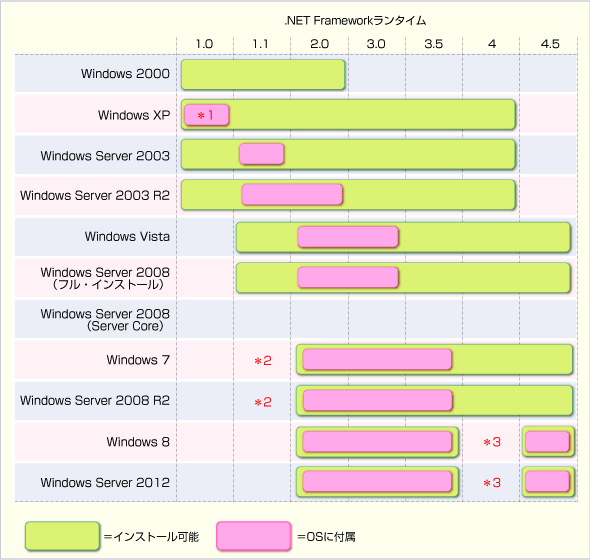 .NET Frameworkランタイム
1.0 1.1 2.0 3.0 3.5 4 4.5
Windows 2000
Windows XP
*1
Windows Server 2003
Windows Server 2003 R2
Windows Vista
Windows Server 2008
（フル・インストール）
Windows Server 2008
（Server Core）
Windows 7
*2
Windows Server 2008 R2
*2
Windows 8
*3
Windows Server 2012
*3
＝インストール可能
＝OSに付属